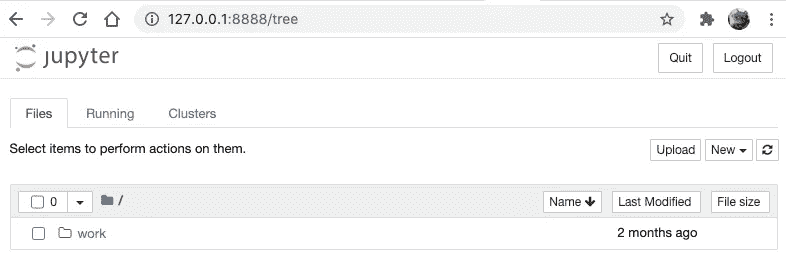 127.0.0.1:8888/tree
jupyter Quit Logout
Files Running Clusters
Select items to perform actions on them. Upload New
0 / Name Last Modified File size
work 2 months ago